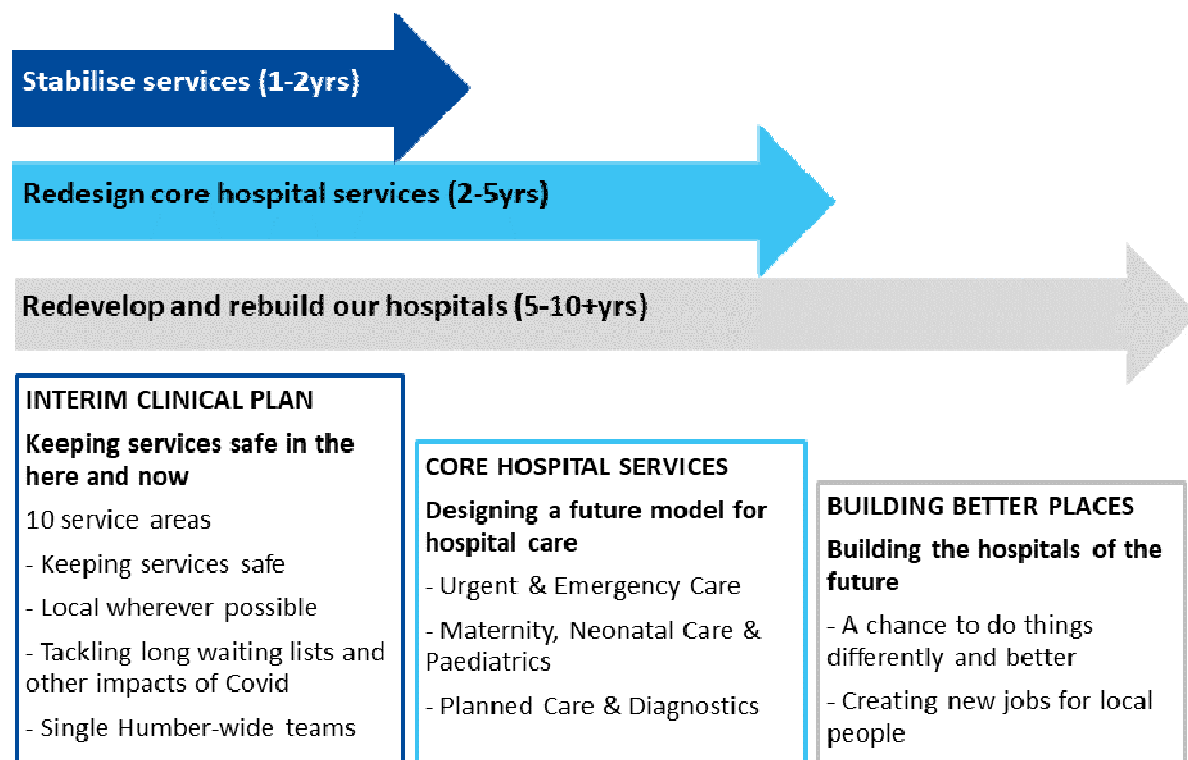 Stabilise services (1-2yrs)
Redesign core hospital services (2-5yrs)
Redevelop and rebuild our hospitals (5-10+yrs)
INTERIM CLINICAL PLAN
Keeping services safe in the
here and now
10 service areas
- Keeping services safe
- Local wherever possible
- Tackling long waiting lists and
other impacts of Covid
- Single Humber-wide teams
CORE HOSPITAL SERVICES
Designing a future model for
hospital care
- Urgent & Emergency Care
- Maternity, Neonatal Care &
Paediatrics
- Planned Care & Diagnostics
BUILDING BETTER PLACES
Building the hospitals of the
future
- A chance to do things
differently and better
- Creating new jobs for local
people